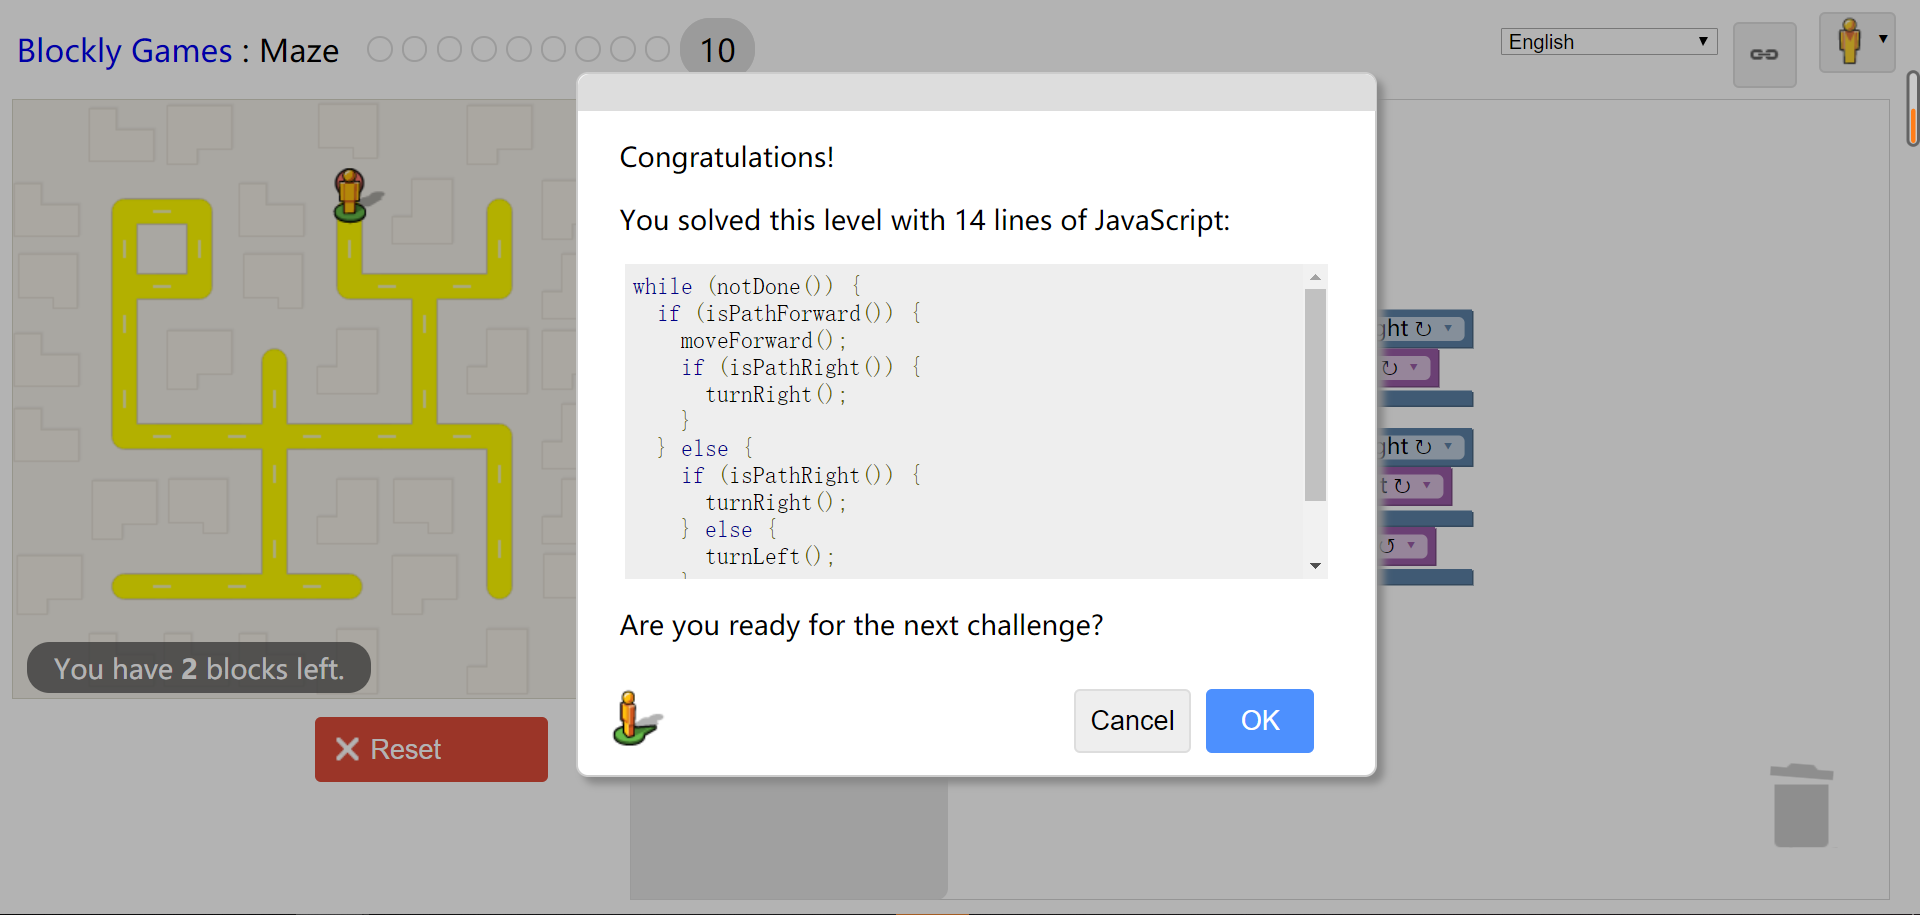 Blockly Games : Maze
10
English
Congratulations!
You solved this level with 14 lines of JavaScript:
while (notDone()) {
if (isPathForward()) {
moveForward();
if (isPathRight()) {
turnRight();
}
} else {
if (isPathRight()) {
turnRight();
} else {
turnLeft();
Are you ready for the next challenge?
Cancel
OK
You have 2 blocks left.
Reset
ght ↻
↻
ght ↻
t ↻
↺